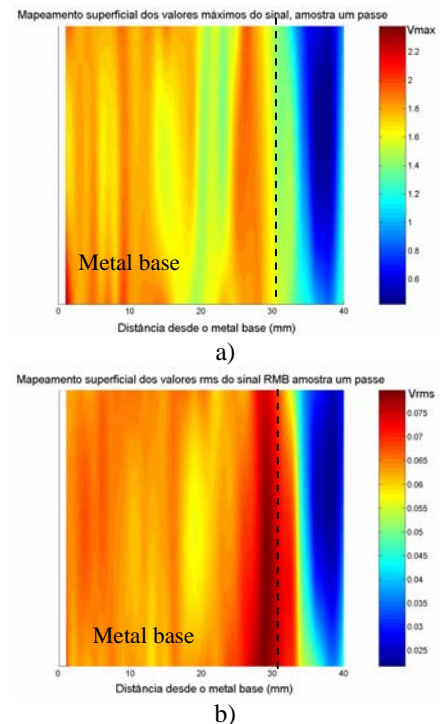 Mapeamento superficial dos valores máximos do sinal, amostra um passe
Vmax
2.4
2.2
2
1.8
1.6
1.4
1.2
1
0.8
0.6
Metal base
0 10 20 30 40
Distância desde o metal base (mm)
a)
Mapeamento superficial dos valores rms do sinal RMB amostra um passe
Vrms
0.075
0.07
0.065
0.06
0.055
0.05
0.045
0.04
0.035
0.03
0.025
Metal base
0 10 20 30 40
Distância desde o metal base (mm)
b)